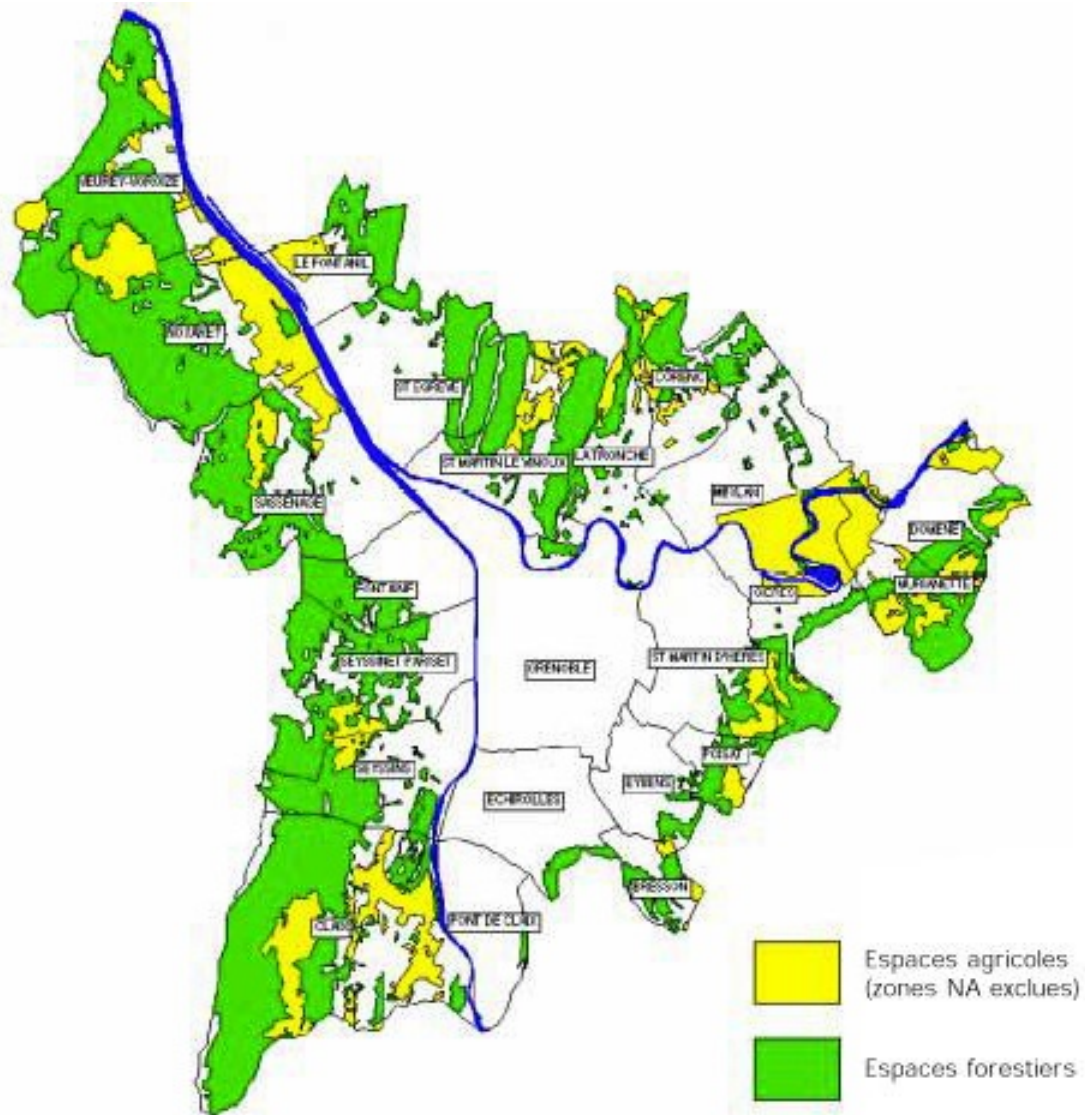 VEUREY-VOROIZE
LE FONTANIL
NOYAREY
ST EGREVE
CORENC
ST MARTIN LE VINOUX
LA TRONCHE
MEYLAN
SASSENAGE
DOMENE
MURIANETTE
GIERES
FONTAINE
SEYSSINET PARISET
GRENOBLE
ST MARTIN D'HERES
POISAT
SEYSSINS
EYBENS
ECHIROLLES
BRESSON
CLAIX
PONT DE CLAIX
Espaces agricoles
(zones NA exclues)
Espaces forestiers